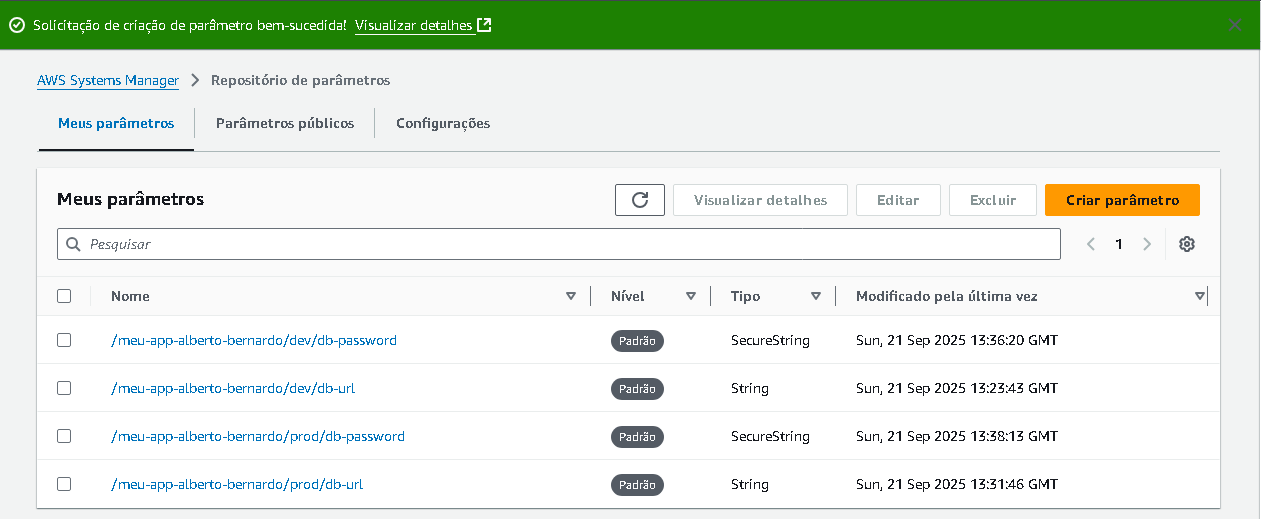 Solicitação de criação de parâmetro bem-sucedida! Visualizar detalhes
AWS Systems Manager > Repositório de parâmetros
Meus parâmetros Parâmetros públicos Configurações
Meus parâmetros Visualizar detalhes Editar Excluir Criar parâmetro
Pesquisar 1
Nome Nível Tipo Modificado pela última vez
/meu-app-alberto-bernardo/dev/db-password Padrão SecureString Sun, 21 Sep 2025 13:36:20 GMT
/meu-app-alberto-bernardo/dev/db-url Padrão String Sun, 21 Sep 2025 13:23:43 GMT
/meu-app-alberto-bernardo/prod/db-password Padrão SecureString Sun, 21 Sep 2025 13:38:13 GMT
/meu-app-alberto-bernardo/prod/db-url Padrão String Sun, 21 Sep 2025 13:31:46 GMT